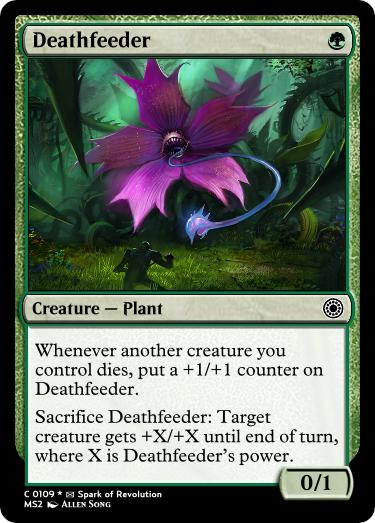 Deathfeeder
Creature — Plant
Whenever another creature you
control dies, put a +1/+1 counter on
Deathfeeder.
Sacrifice Deathfeeder: Target
creature gets +X/+X until end of turn,
where X is Deathfeeder's power.
0/1
C 0109 * Spark of Revolution
MS2 Allen Song